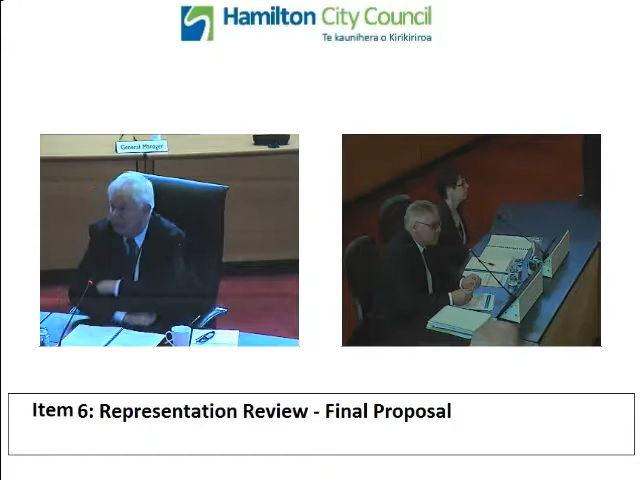 Hamilton City Council
Te kaunihera o Kirikiriroa
General Manager
Item 6: Representation Review - Final Proposal